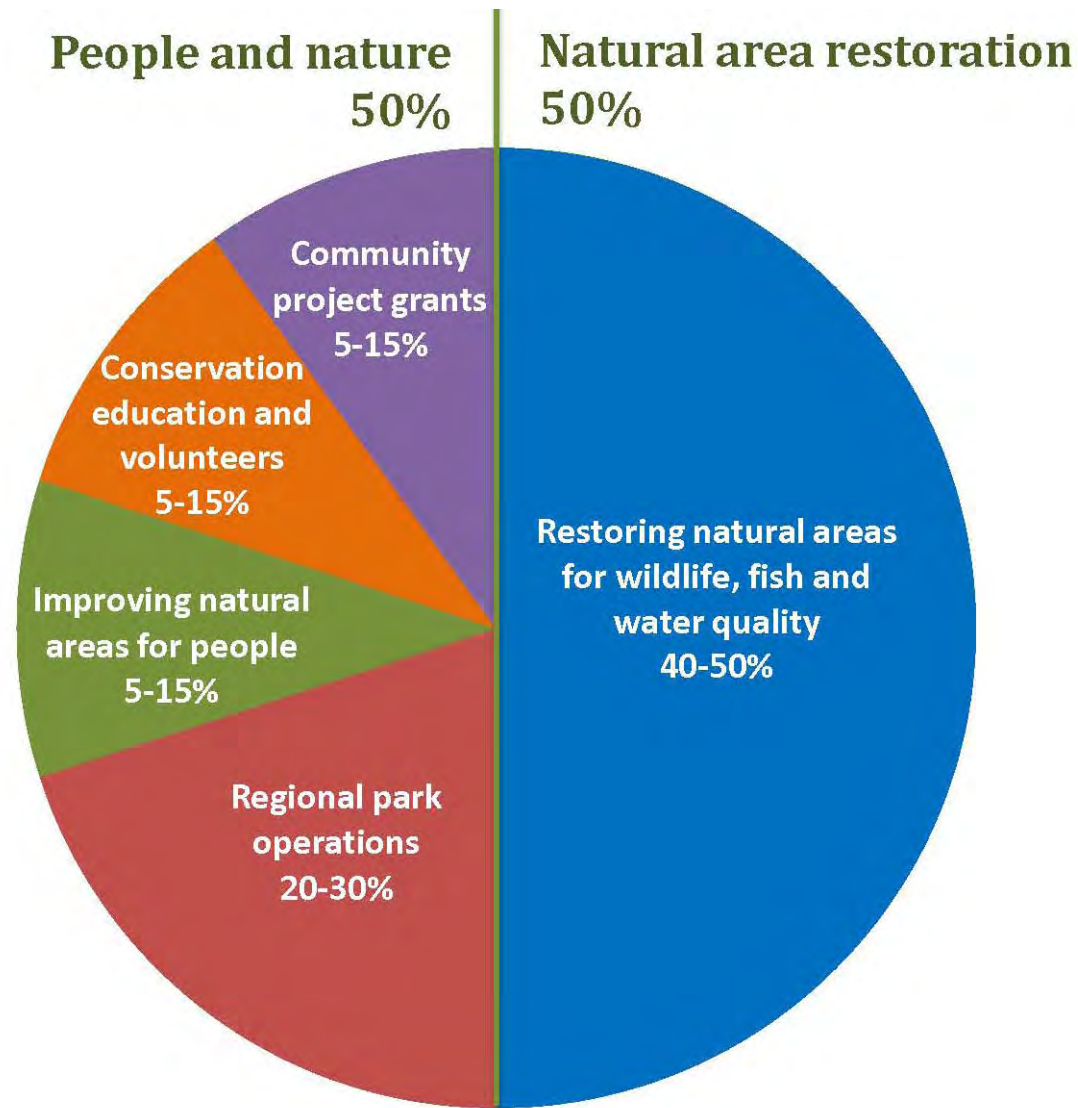 People and nature
50%
Natural area restoration
50%
Community
project grants
5-15%
Conservation
education and
volunteers
5-15%
Improving natural
areas for people
5-15%
Regional park
operations
20-30%
Restoring natural areas
for wildlife, fish and
water quality
40-50%